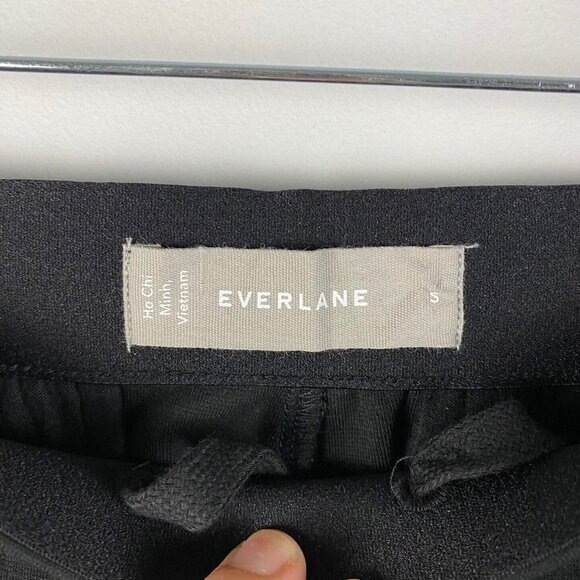 Ho Chi
Minh,
Vietnam
EVERLANE
S